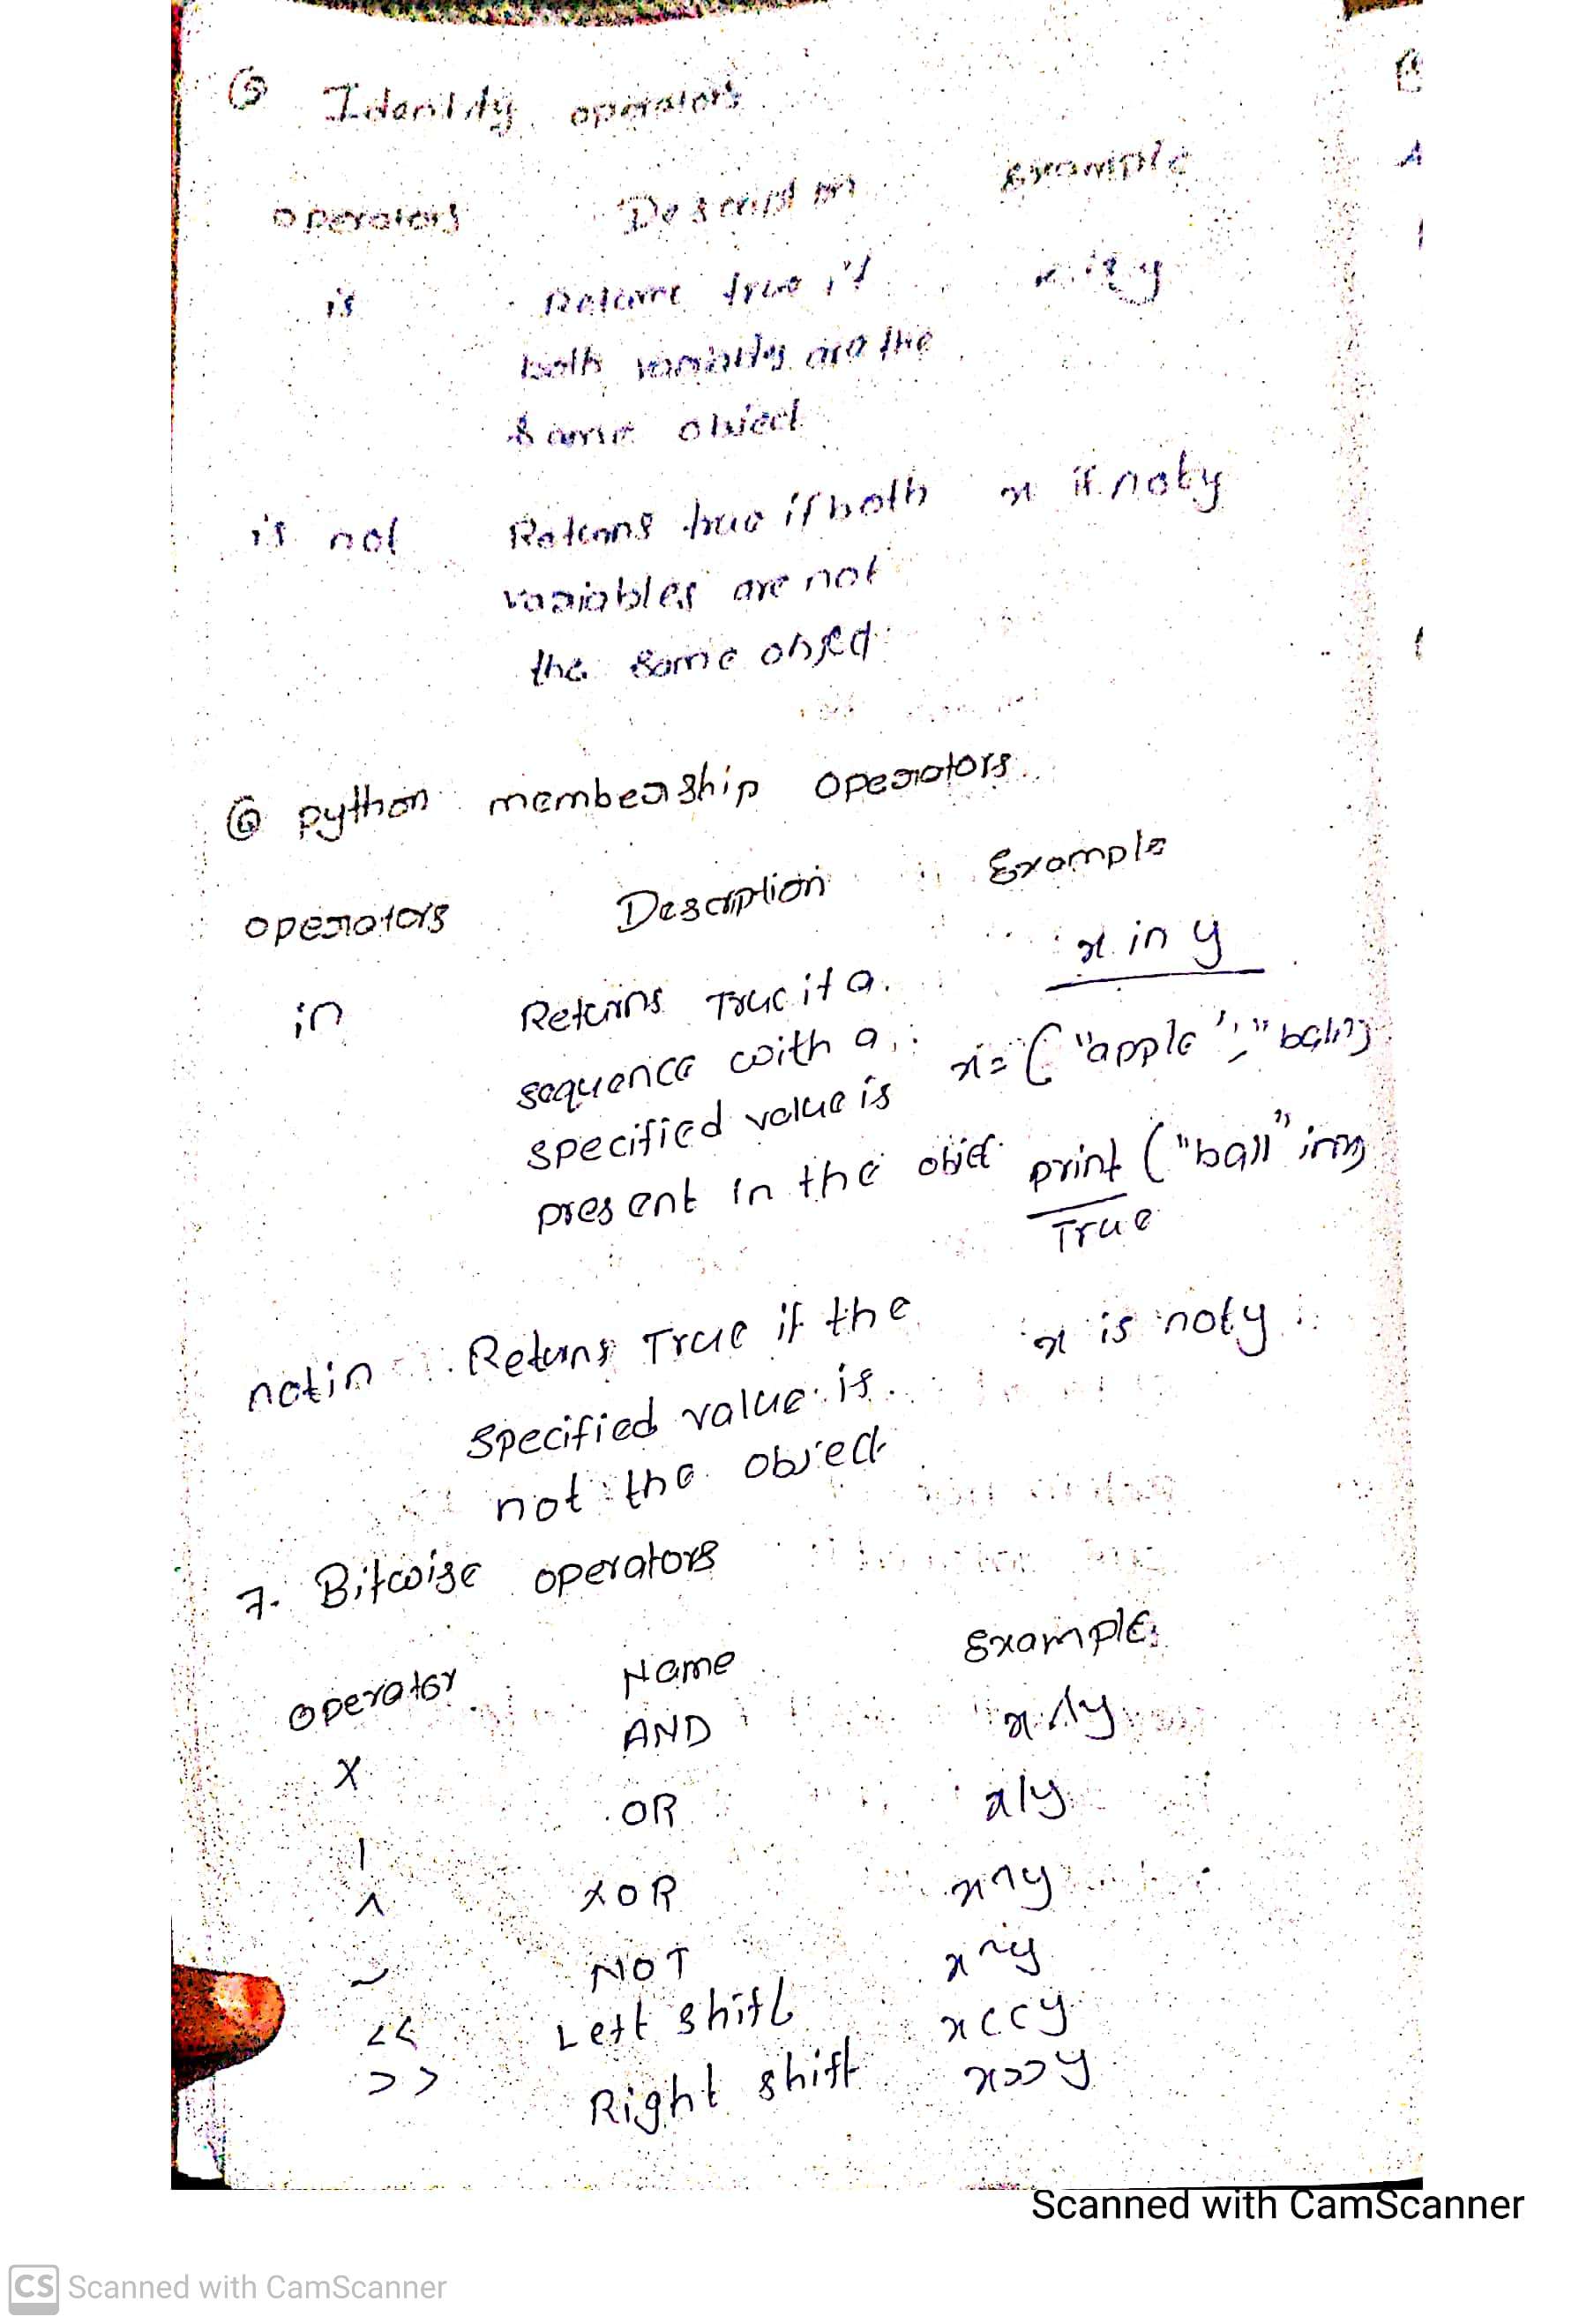 ⑥ Identity operators
operators Description Example
is Returns true if x is y
both variables are the
same object
is not Returns true if both x is not y
variables are not
the same object
⑥ python membership operators
operators Description Example
in Returns True if a x in y
sequence with a x = ["apple", "ball"]
specified value is
present in the object print ("ball" in x)
True
not in Returns True if the x is not y
specified value is
not the object
7. Bitwise operators
operator Name Example
AND
X
| OR x|y
^ XOR x^y
~ NOT x~y
<< Left shift x<<y
>> Right shift x>>y
Scanned with CamScanner
CS Scanned with CamScanner